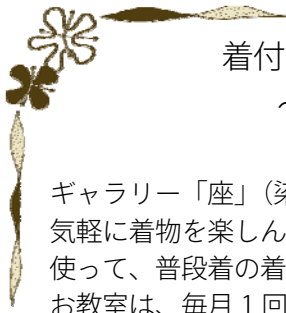 着付
~
ギャラリー「座」（染
気軽に着物を楽しん
使って、普段着の着
お教室は、毎月１回